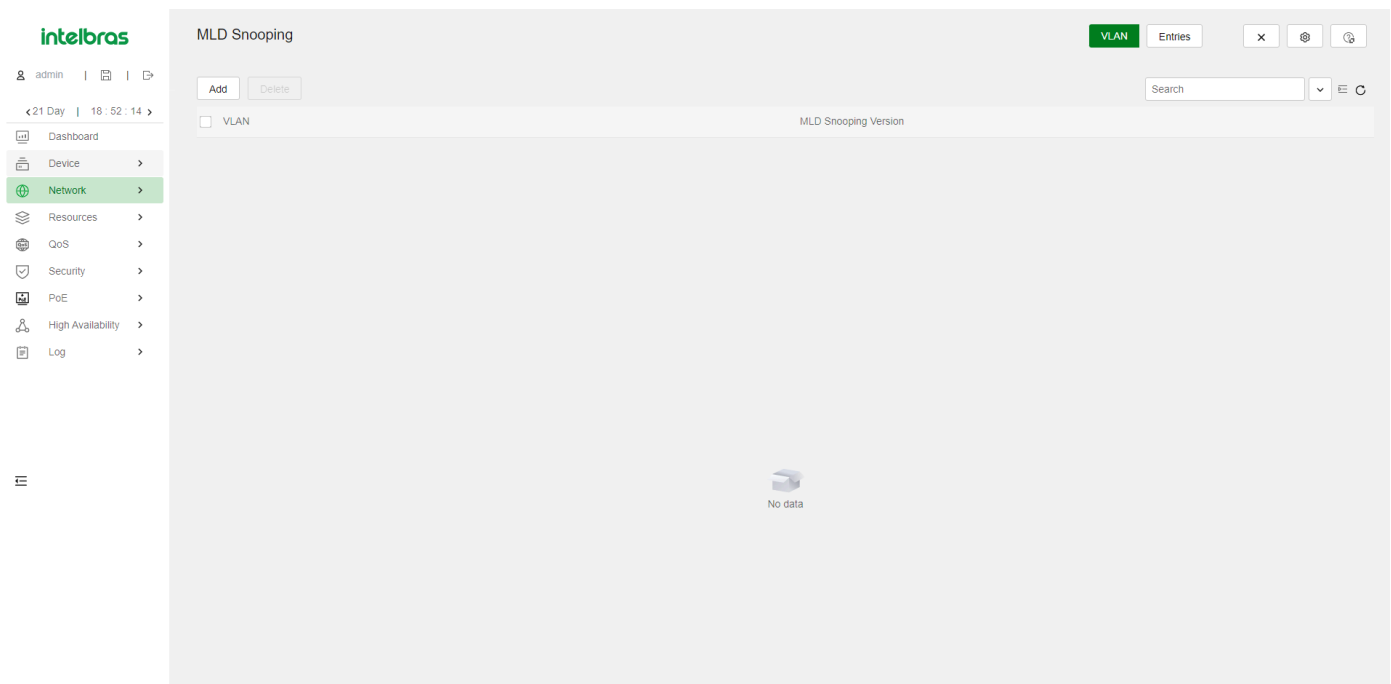 intelbras
MLD Snooping
VLAN Entries
admin | |
21 Day | 18 : 52 : 14
Add Delete
Search
VLAN MLD Snooping Version
Dashboard
Device
Network
Resources
QoS
Security
PoE
High Availability
Log
No data